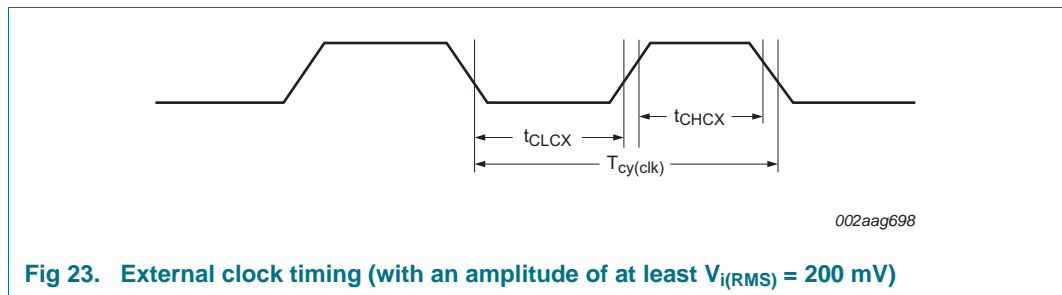 tCLCX
tCHCX
Tcy(clk)
002aag698
Fig 23. External clock timing (with an amplitude of at least Vi(RMS) = 200 mV)